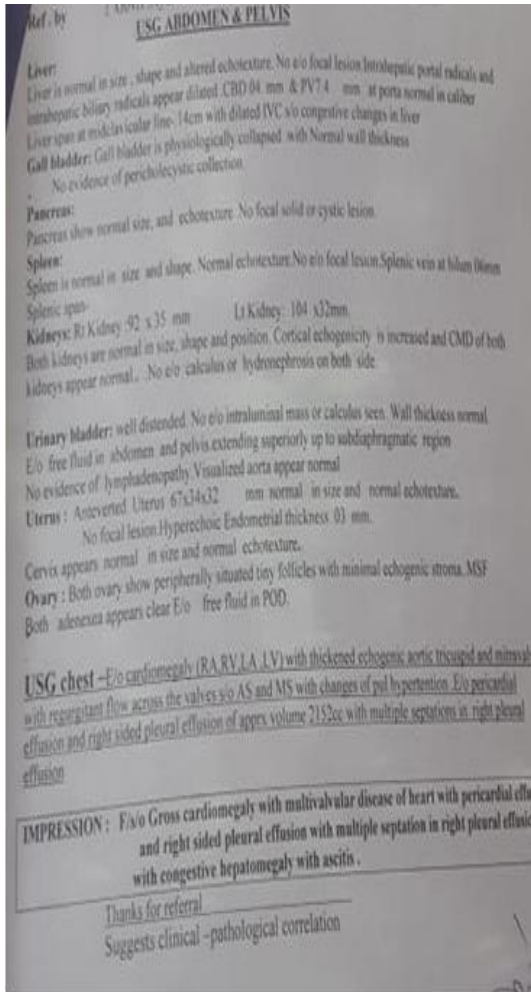 Ref. by
USG ABDOMEN & PELVIS
Liver:
Liver is normal in size , shape and altered echotexture. No e/o focal lesion.Intrahepatic portal radicals and
intrahepatic biliary radicals appear dilated .CBD 04 mm & PV7.4 mm at porta normal in caliber
Liver span at midclavicular line- 14cm with dilated IVC s/o congestive changes in liver
Gall bladder: Gall bladder is physiologically collapsed with Normal wall thickness
No evidence of pericholecystic collection.
Pancreas:
Pancreas show normal size, and echotexture .No focal solid or cystic lesion.
Spleen:
Spleen is normal in size and shape. Normal echotexture.No e/o focal lesion.Splenic vein at hilum 06mm
Splenic span-
Kidneys: Rt Kidney :92 x 35 mm Lt Kidney: 104 x32mm.
Both kidneys are normal in size, shape and position. Cortical echogenicity is increased and CMD of both
kidneys appear normal.. .No e/o calculus or hydronephrosis on both side
Urinary bladder: well distended. No e/o intraluminal mass or calculus seen. Wall thickness normal.
E/o free fluid in abdomen and pelvis.extending superiorly up to subdiaphragmatic region
No evidence of lymphadenopathy.Visualized aorta appear normal
Uterus : Anteverted Uterus 67x34x32 mm normal in size and normal echotexture.
No focal lesion.Hyperechoic Endometrial thickness 03 mm.
Cervix appears normal in size and normal echotexture.
Ovary : Both ovary show peripherally situated tiny follicles with minimal echogenic stroma. MSF
Both adenexea appears clear E/o free fluid in POD.
USG chest –E/o cardiomegaly (RA,RV,LA ,LV) with thickened echogenic aortic tricuspid and
with regurgitant flow across the valves s/o AS and MS with changes of pul hypertention .E/o pericardial
effusion and right sided pleural effusion of apprx volume 2152cc with multiple septations in right pleural
effusion
IMPRESSION : F/s/o Gross cardiomegaly with multivalvular disease of heart with pericardial
and right sided pleural effusion with multiple septation in right pleural
with congestive hepatomegaly with ascitis .
Thanks for referral
Suggests clinical –pathological correlation